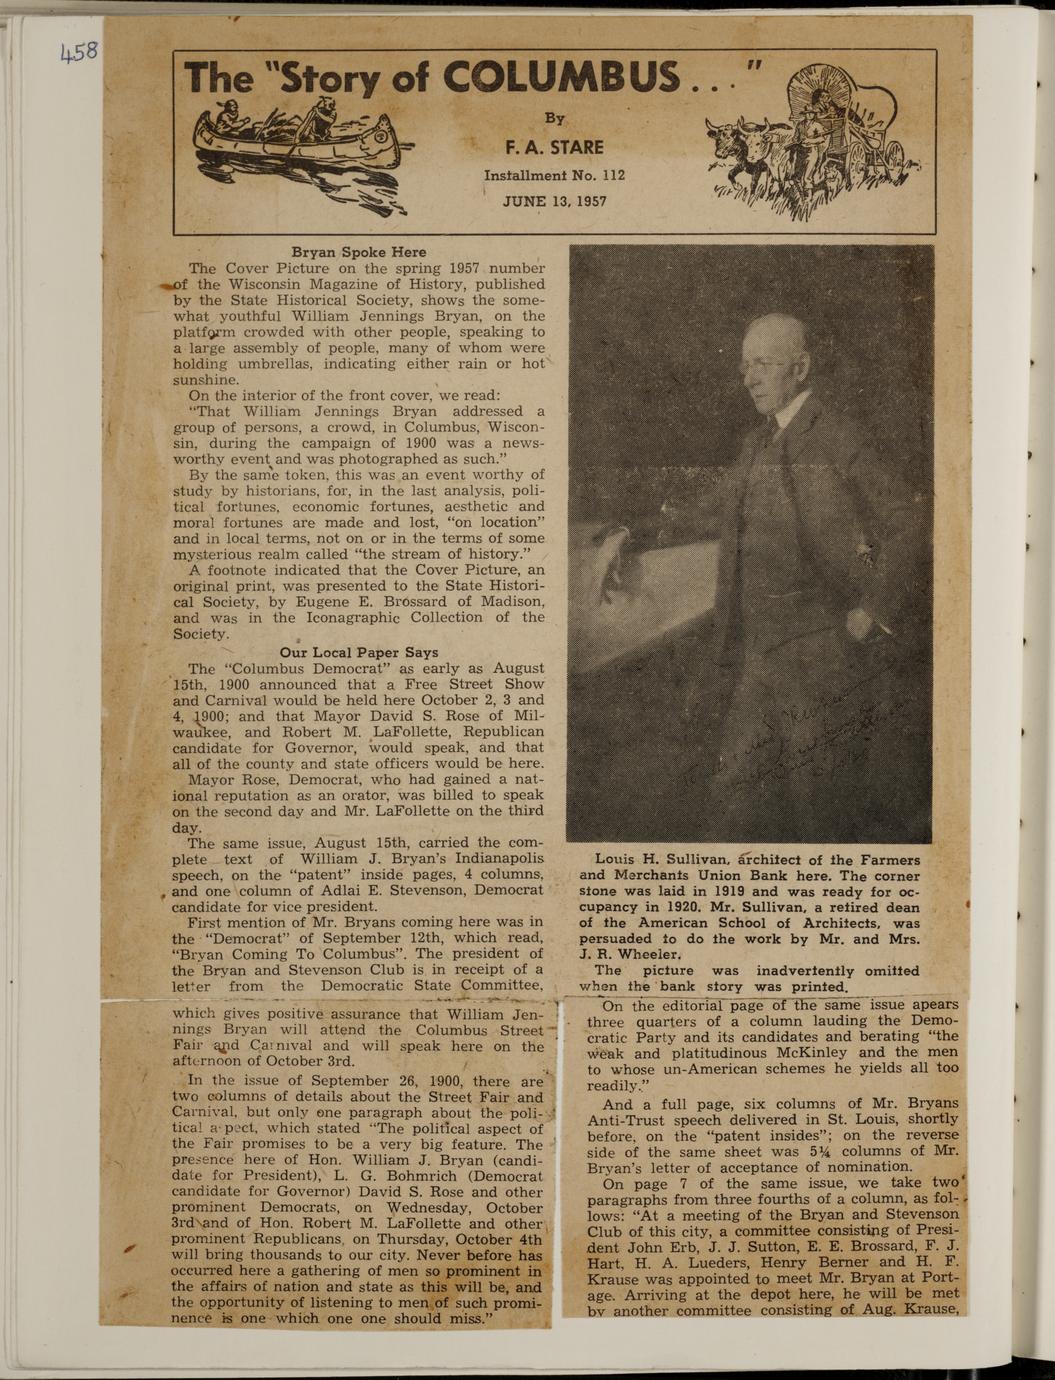 458
The "Story of COLUMBUS . . . "
By
F. A. STARE
Installment No. 112
JUNE 13, 1957
Bryan Spoke Here
The Cover Picture on the spring 1957 number
of the Wisconsin Magazine of History, published
by the State Historical Society, shows the some-
what youthful William Jennings Bryan, on the
platform crowded with other people, speaking to
a large assembly of people, many of whom were
holding umbrellas, indicating either rain or hot
sunshine.
On the interior of the front cover, we read:
"That William Jennings Bryan addressed a
group of persons, a crowd, in Columbus, Wiscon-
sin, during the campaign of 1900 was a news-
worthy event and was photographed as such."
By the same token, this was an event worthy of
study by historians, for, in the last analysis, poli-
tical fortunes, economic fortunes, aesthetic and
moral fortunes are made and lost, "on location"
and in local terms, not on or in the terms of some
mysterious realm called "the stream of history."
A footnote indicated that the Cover Picture, an
original print, was presented to the State Histori-
cal Society, by Eugene E. Brossard of Madison,
and was in the Iconagraphic Collection of the
Society.
Our Local Paper Says
The "Columbus Democrat" as early as August
15th, 1900 announced that a Free Street Show
and Carnival would be held here October 2, 3 and
4, 1900; and that Mayor David S. Rose of Mil-
waukee, and Robert M. LaFollette, Republican
candidate for Governor, would speak, and that
all of the county and state officers would be here.
Mayor Rose, Democrat, who had gained a nat-
ional reputation as an orator, was billed to speak
on the second day and Mr. LaFollette on the third
day.
The same issue, August 15th, carried the com-
plete text of William J. Bryan's Indianapolis
speech, on the "patent" inside pages, 4 columns,
and one column of Adlai E. Stevenson, Democrat
candidate for vice president.
First mention of Mr. Bryans coming here was in
the "Democrat" of September 12th, which read,
"Bryan Coming To Columbus". The president of
the Bryan and Stevenson Club is in receipt of a
letter from the Democratic State Committee,
which gives positive assurance that William Jen-
nings Bryan will attend the Columbus Street
Fair and Carnival and will speak here on the
afternoon of October 3rd.
In the issue of September 26, 1900, there are
two columns of details about the Street Fair and
Carnival, but only one paragraph about the poli-
tical aspect, which stated "The political aspect of
the Fair promises to be a very big feature. The
presence here of Hon. William J. Bryan (candi-
date for President), L. G. Bohmrich (Democrat
candidate for Governor) David S. Rose and other
prominent Democrats, on Wednesday, October
3rd and of Hon. Robert M. LaFollette and other
prominent Republicans, on Thursday, October 4th
will bring thousands to our city. Never before has
occurred here a gathering of men so prominent in
the affairs of nation and state as this will be, and
the opportunity of listening to men of such promi-
nence is one which one one should miss."
Louis H. Sullivan, architect of the Farmers
and Merchants Union Bank here. The corner
stone was laid in 1919 and was ready for oc-
cupancy in 1920. Mr. Sullivan, a retired dean
of the American School of Architects, was
persuaded to do the work by Mr. and Mrs.
J. R. Wheeler.
The picture was inadvertently omitted
when the bank story was printed.
On the editorial page of the same issue apears
three quarters of a column lauding the Demo-
cratic Party and its candidates and berating "the
weak and platitudinous McKinley and the men
to whose un-American schemes he yields all too
readily."
And a full page, six columns of Mr. Bryans
Anti-Trust speech delivered in St. Louis, shortly
before, on the "patent insides"; on the reverse
side of the same sheet was 5¼ columns of Mr.
Bryan's letter of acceptance of nomination.
On page 7 of the same issue, we take two
paragraphs from three fourths of a column, as fol-
lows: "At a meeting of the Bryan and Stevenson
Club of this city, a committee consisting of Presi-
dent John Erb, J. J. Sutton, E. E. Brossard, F. J.
Hart, H. A. Lueders, Henry Berner and H. F.
Krause was appointed to meet Mr. Bryan at Port-
age. Arriving at the depot here, he will be met
by another committee consisting of Aug. Krause,